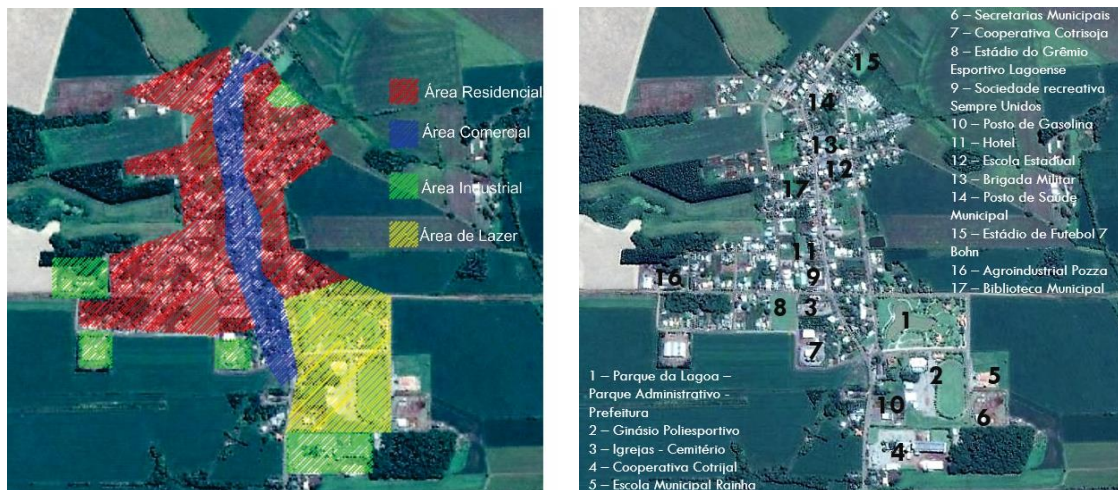 Área Residencial
Área Comercial
Área Industrial
Área de Lazer
6 – Secretarias Municipais
7 – Cooperativa Cotrisoja
8 – Estádio do Grêmio
Esportivo Lagoense
9 – Sociedade recreativa
Sempre Unidos
10 – Posto de Gasolina
11 – Hotel
12 – Escola Estadual
13 – Brigada Militar
14 – Posto de Saúde
Municipal
15 – Estádio de Futebol 7
Bohn
16 – Agroindustrial Pozza
17 – Biblioteca Municipal
15
14
13
12
17
11
16
9
8
3
1
7
2
5
10
6
4
1 – Parque da Lagoa –
Parque Administrativo -
Prefeitura
2 – Ginásio Poliesportivo
3 – Igrejas - Cemitério
4 – Cooperativa Cotrijal
5 – Escola Municipal Rainha